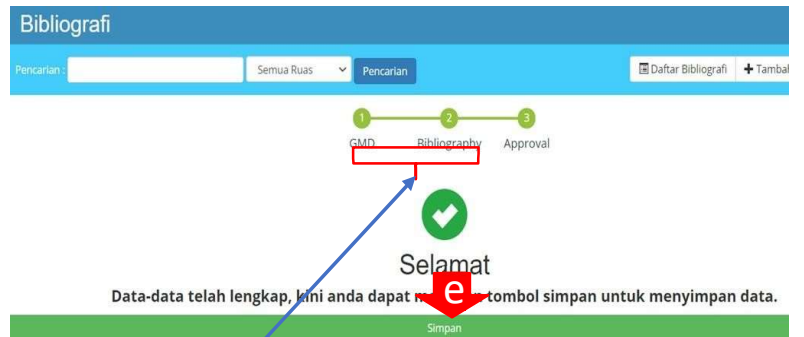 Bibliografi
Pencarian : Semua Ruas Pencarian Daftar Bibliografi + Tambah
1 2 3
GMD Bibliography Approval
Selamat
e
Data-data telah lengkap, kini anda dapat tombol simpan untuk menyimpan data.
Simpan